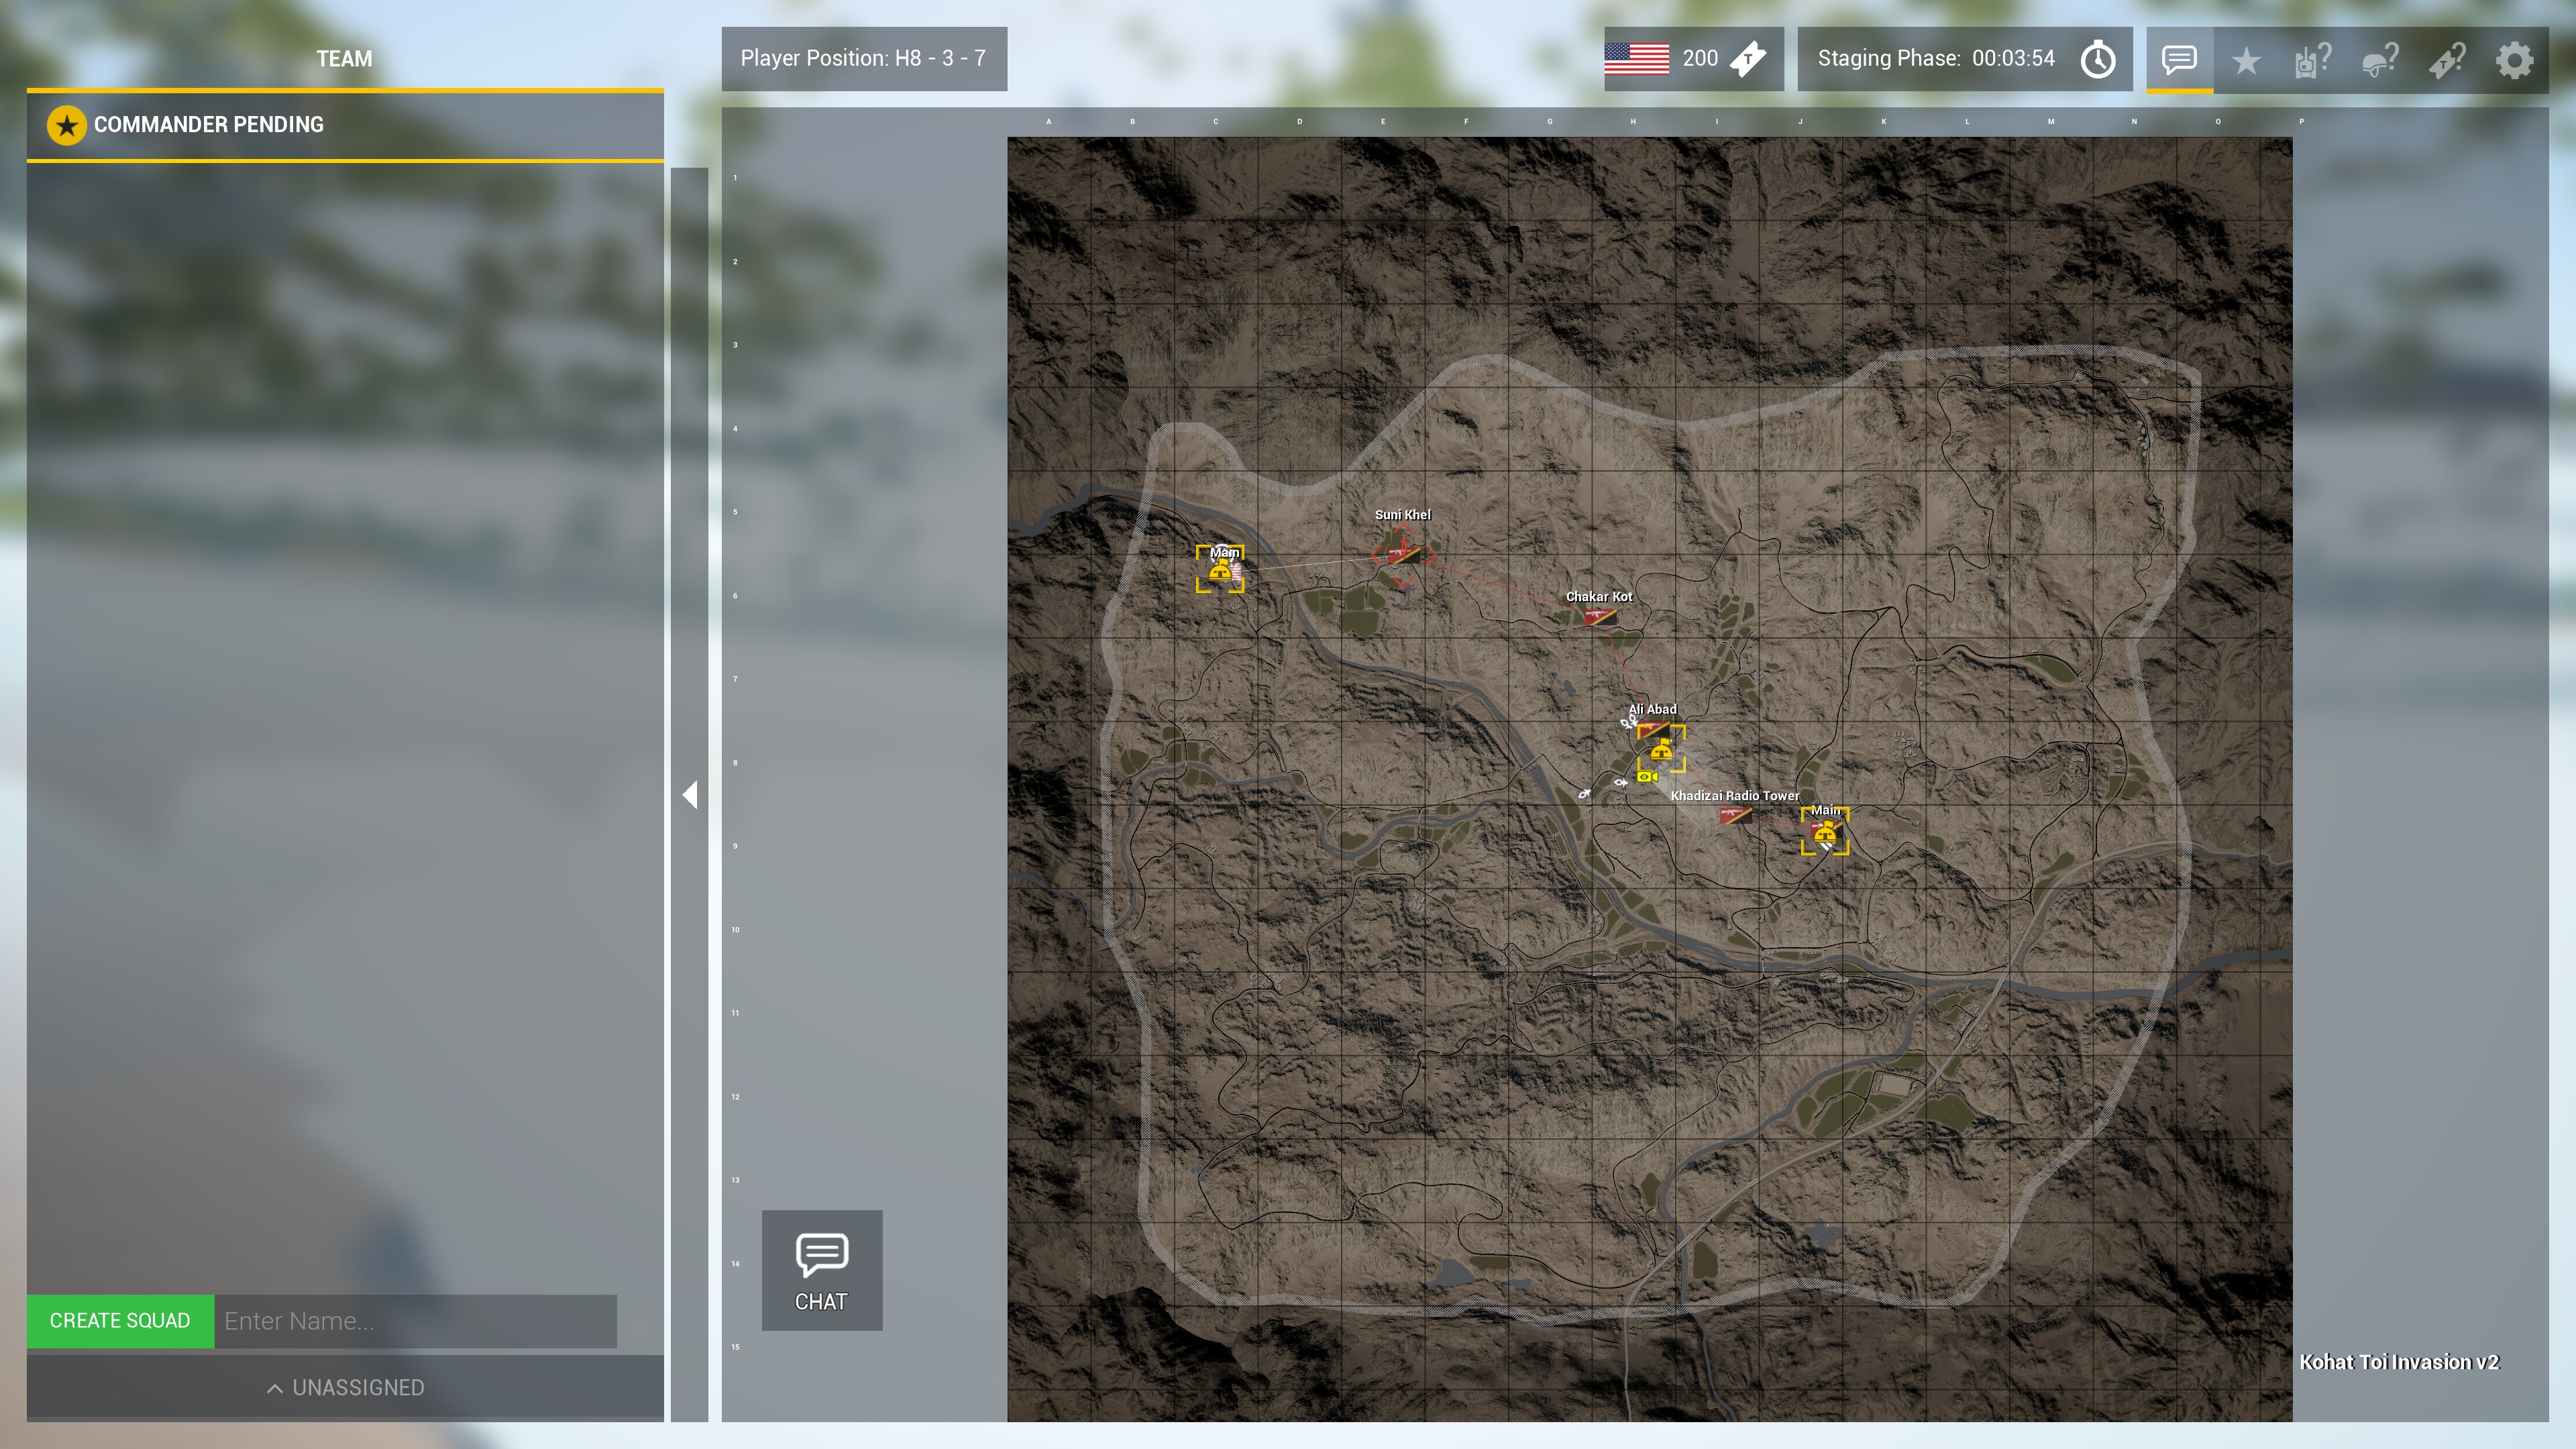 TEAM
COMMANDER PENDING
CREATE SQUAD
Enter Name...
UNASSIGNED
Player Position: H8 - 3 - 7
200
Staging Phase: 00:03:54
A B C D E F G H I J K L M N O P
1
2
3
4
5
6
7
8
9
10
11
12
13
14
15
Suni Khel
Main
Chakar Kot
Ali Abad
Khadizai Radio Tower
Main
CHAT
Kohat Toi Invasion v2